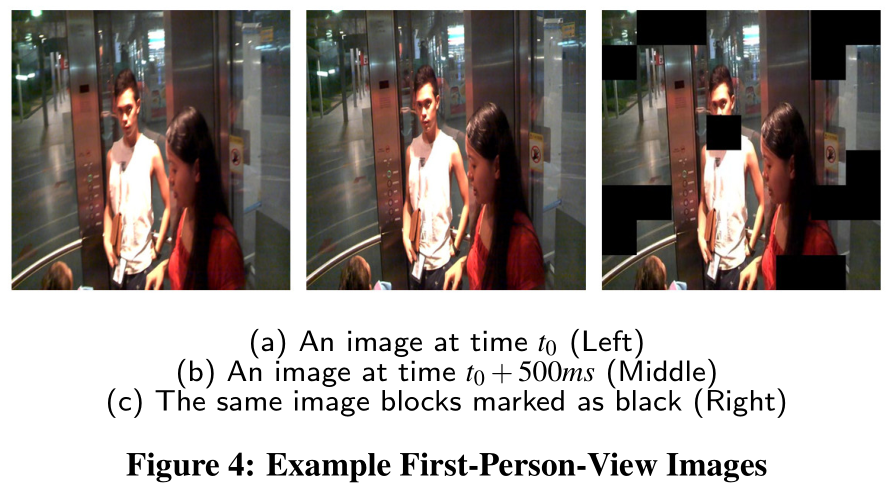 (a) An image at time t₀ (Left)
(b) An image at time t₀ + 500ms (Middle)
(c) The same image blocks marked as black (Right)
Figure 4: Example First-Person-View Images